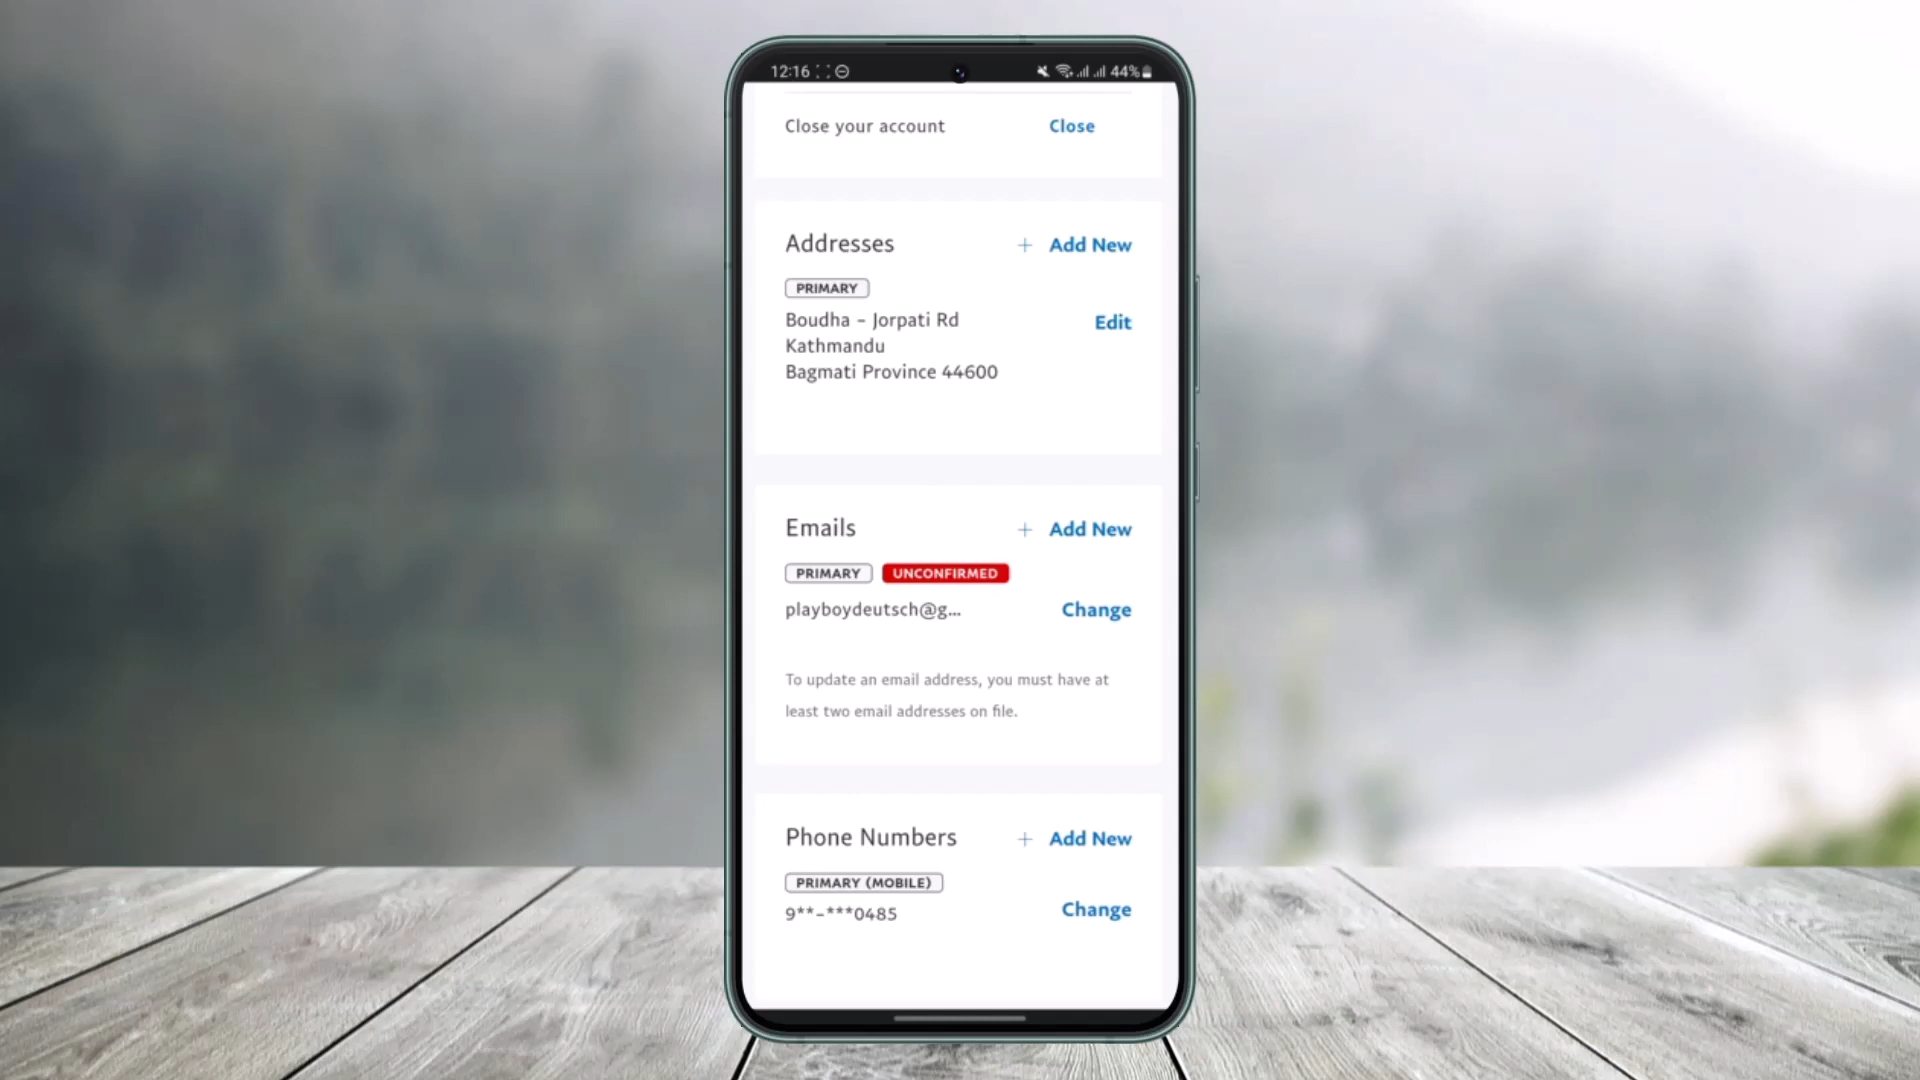 12:16 44%
Close your account Close
Addresses + Add New
PRIMARY
Boudha - Jorpati Rd Edit
Kathmandu
Bagmati Province 44600
Emails + Add New
PRIMARY UNCONFIRMED
playboydeutsch@g... Change
To update an email address, you must have at
least two email addresses on file.
Phone Numbers + Add New
PRIMARY (MOBILE)
9**-***0485 Change